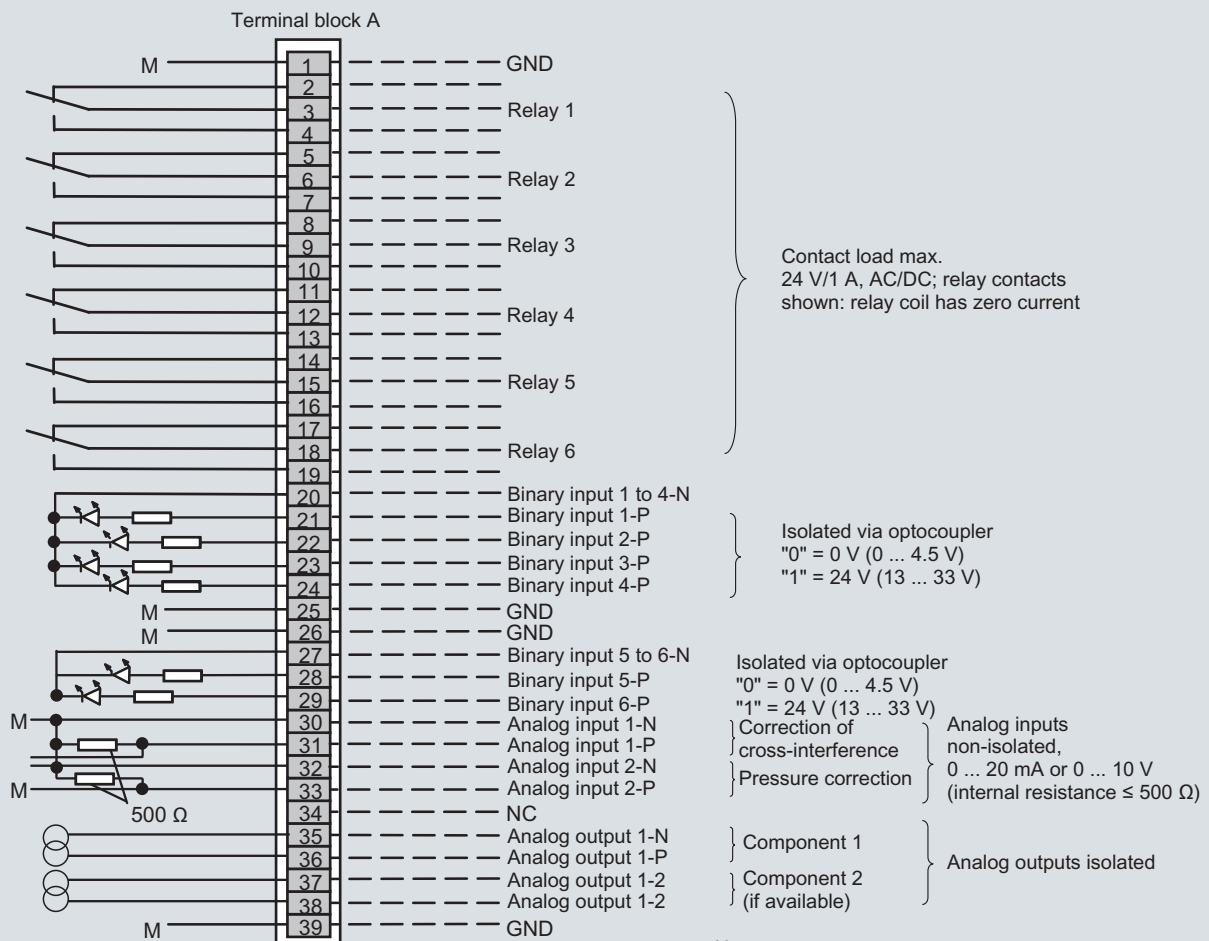 Terminal block A
M 1 GND
2
3 Relay 1
4
5
6 Relay 2
7
8
9 Relay 3
10
11
12 Relay 4
13
14
15 Relay 5
16
17
18 Relay 6
19
Contact load max.
24 V/1 A, AC/DC; relay contacts
shown: relay coil has zero current
20 Binary input 1 to 4-N
21 Binary input 1-P
22 Binary input 2-P
23 Binary input 3-P
24 Binary input 4-P
Isolated via optocoupler
"0" = 0 V (0 ... 4.5 V)
"1" = 24 V (13 ... 33 V)
M 25 GND
M 26 GND
27 Binary input 5 to 6-N
28 Binary input 5-P
29 Binary input 6-P
Isolated via optocoupler
"0" = 0 V (0 ... 4.5 V)
"1" = 24 V (13 ... 33 V)
M 30 Analog input 1-N
31 Analog input 1-P
Correction of
cross-interference
32 Analog input 2-N
M 33 Analog input 2-P
Pressure correction
Analog inputs
non-isolated,
0 ... 20 mA or 0 ... 10 V
(internal resistance ≤ 500 Ω)
500 Ω
34 NC
35 Analog output 1-N
36 Analog output 1-P
Component 1
37 Analog output 1-2
38 Analog output 1-2
Component 2
(if available)
Analog outputs isolated
M 39 GND